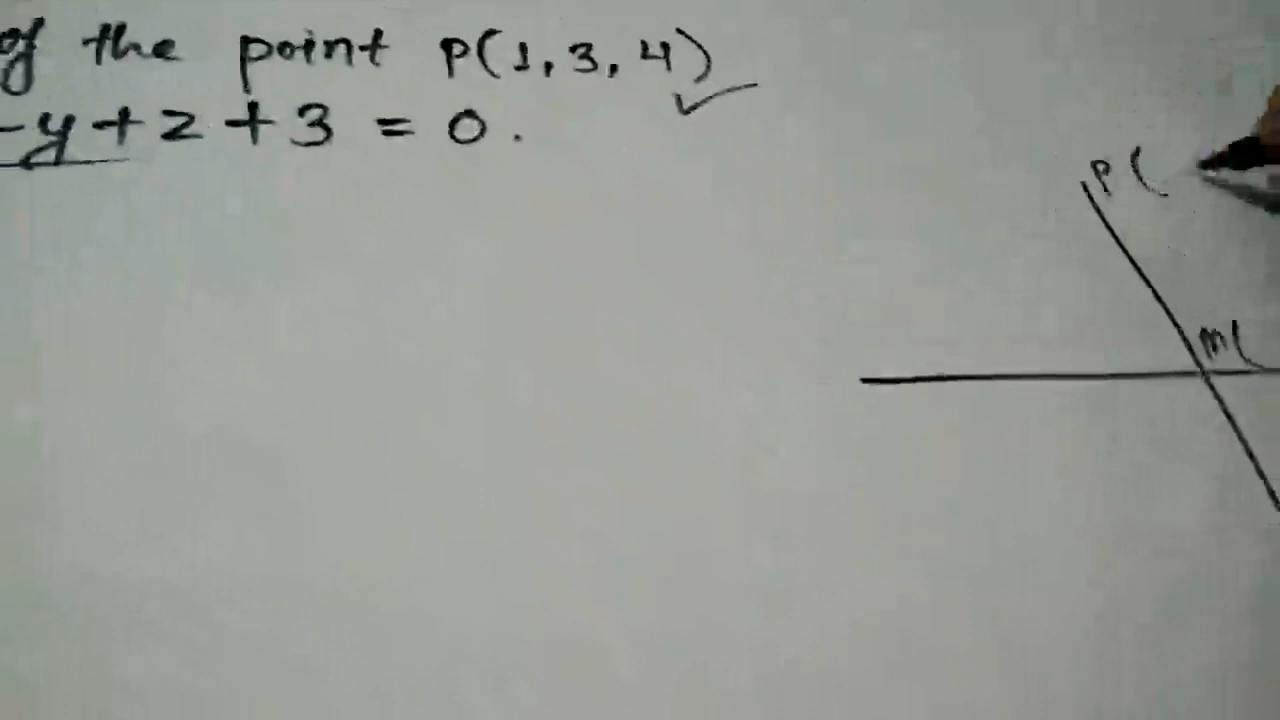 of the point P(1, 3, 4)
-y + z + 3 = 0.
P(
M(